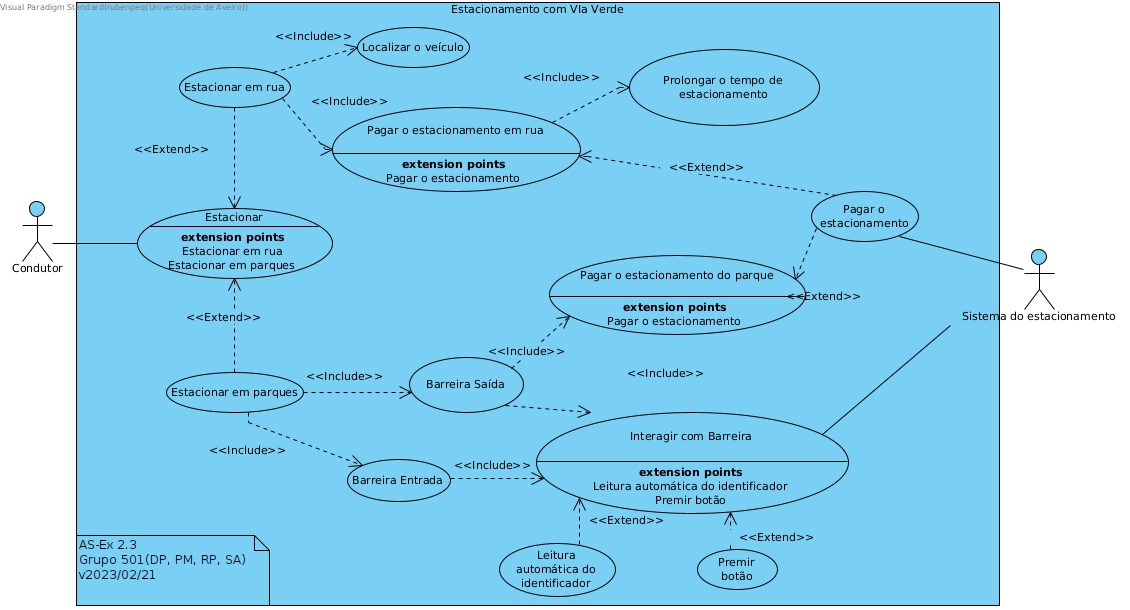 Visual Paradigm Standard(rubenpeq(Universidade de Aveiro))
Estacionamento com VIa Verde
<<Include>>
Localizar o veículo
Estacionar em rua
<<Include>>
<<Include>>
Prolongar o tempo de
estacionamento
Pagar o estacionamento em rua
extension points
Pagar o estacionamento
<<Extend>>
<<Extend>>
Pagar o
estacionamento
Estacionar
extension points
Estacionar em rua
Estacionar em parques
Condutor
Pagar o estacionamento do parque
extension points
Pagar o estacionamento
<<Extend>>
Sistema do estacionamento
<<Extend>>
<<Include>>
<<Include>>
<<Include>>
Estacionar em parques
Barreira Saída
Interagir com Barreira
extension points
Leitura automática do identificador
Premir botão
<<Include>>
<<Include>>
Barreira Entrada
<<Extend>>
<<Extend>>
Leitura
automática do
identificador
Premir
botão
AS-Ex 2.3
Grupo 501(DP, PM, RP, SA)
v2023/02/21